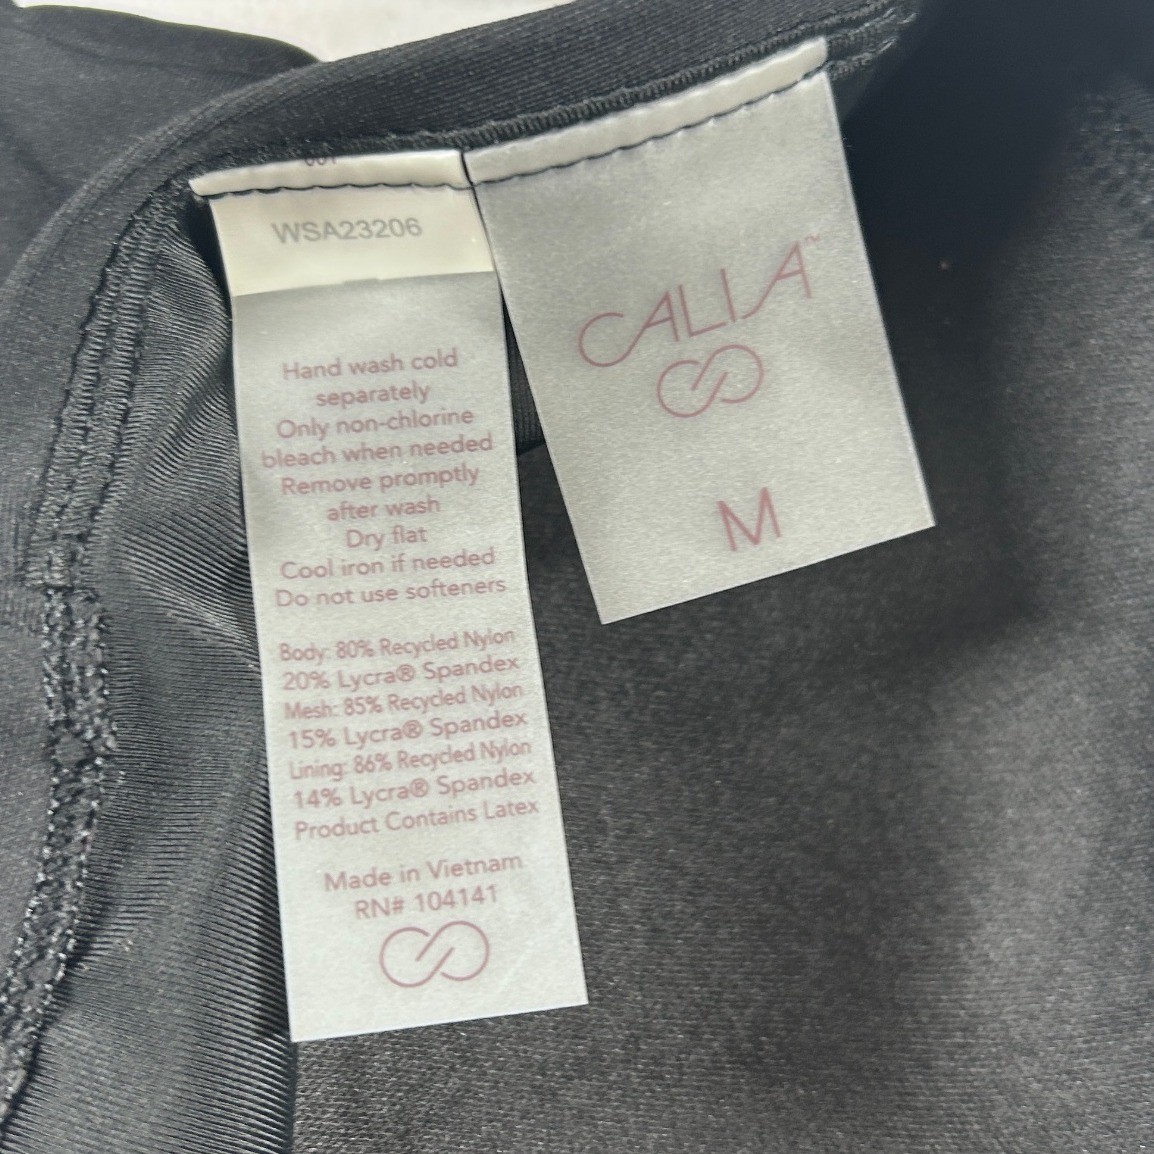 WSA23206
Hand wash cold
separately
Only non-chlorine
bleach when needed
Remove promptly
after wash
Dry flat
Cool iron if needed
Do not use softeners
Body: 80% Recycled Nylon
20% Lycra® Spandex
Mesh: 85% Recycled Nylon
15% Lycra® Spandex
Lining: 86% Recycled Nylon
14% Lycra® Spandex
Product Contains Latex
Made in Vietnam
RN# 104141
CALIA™
M